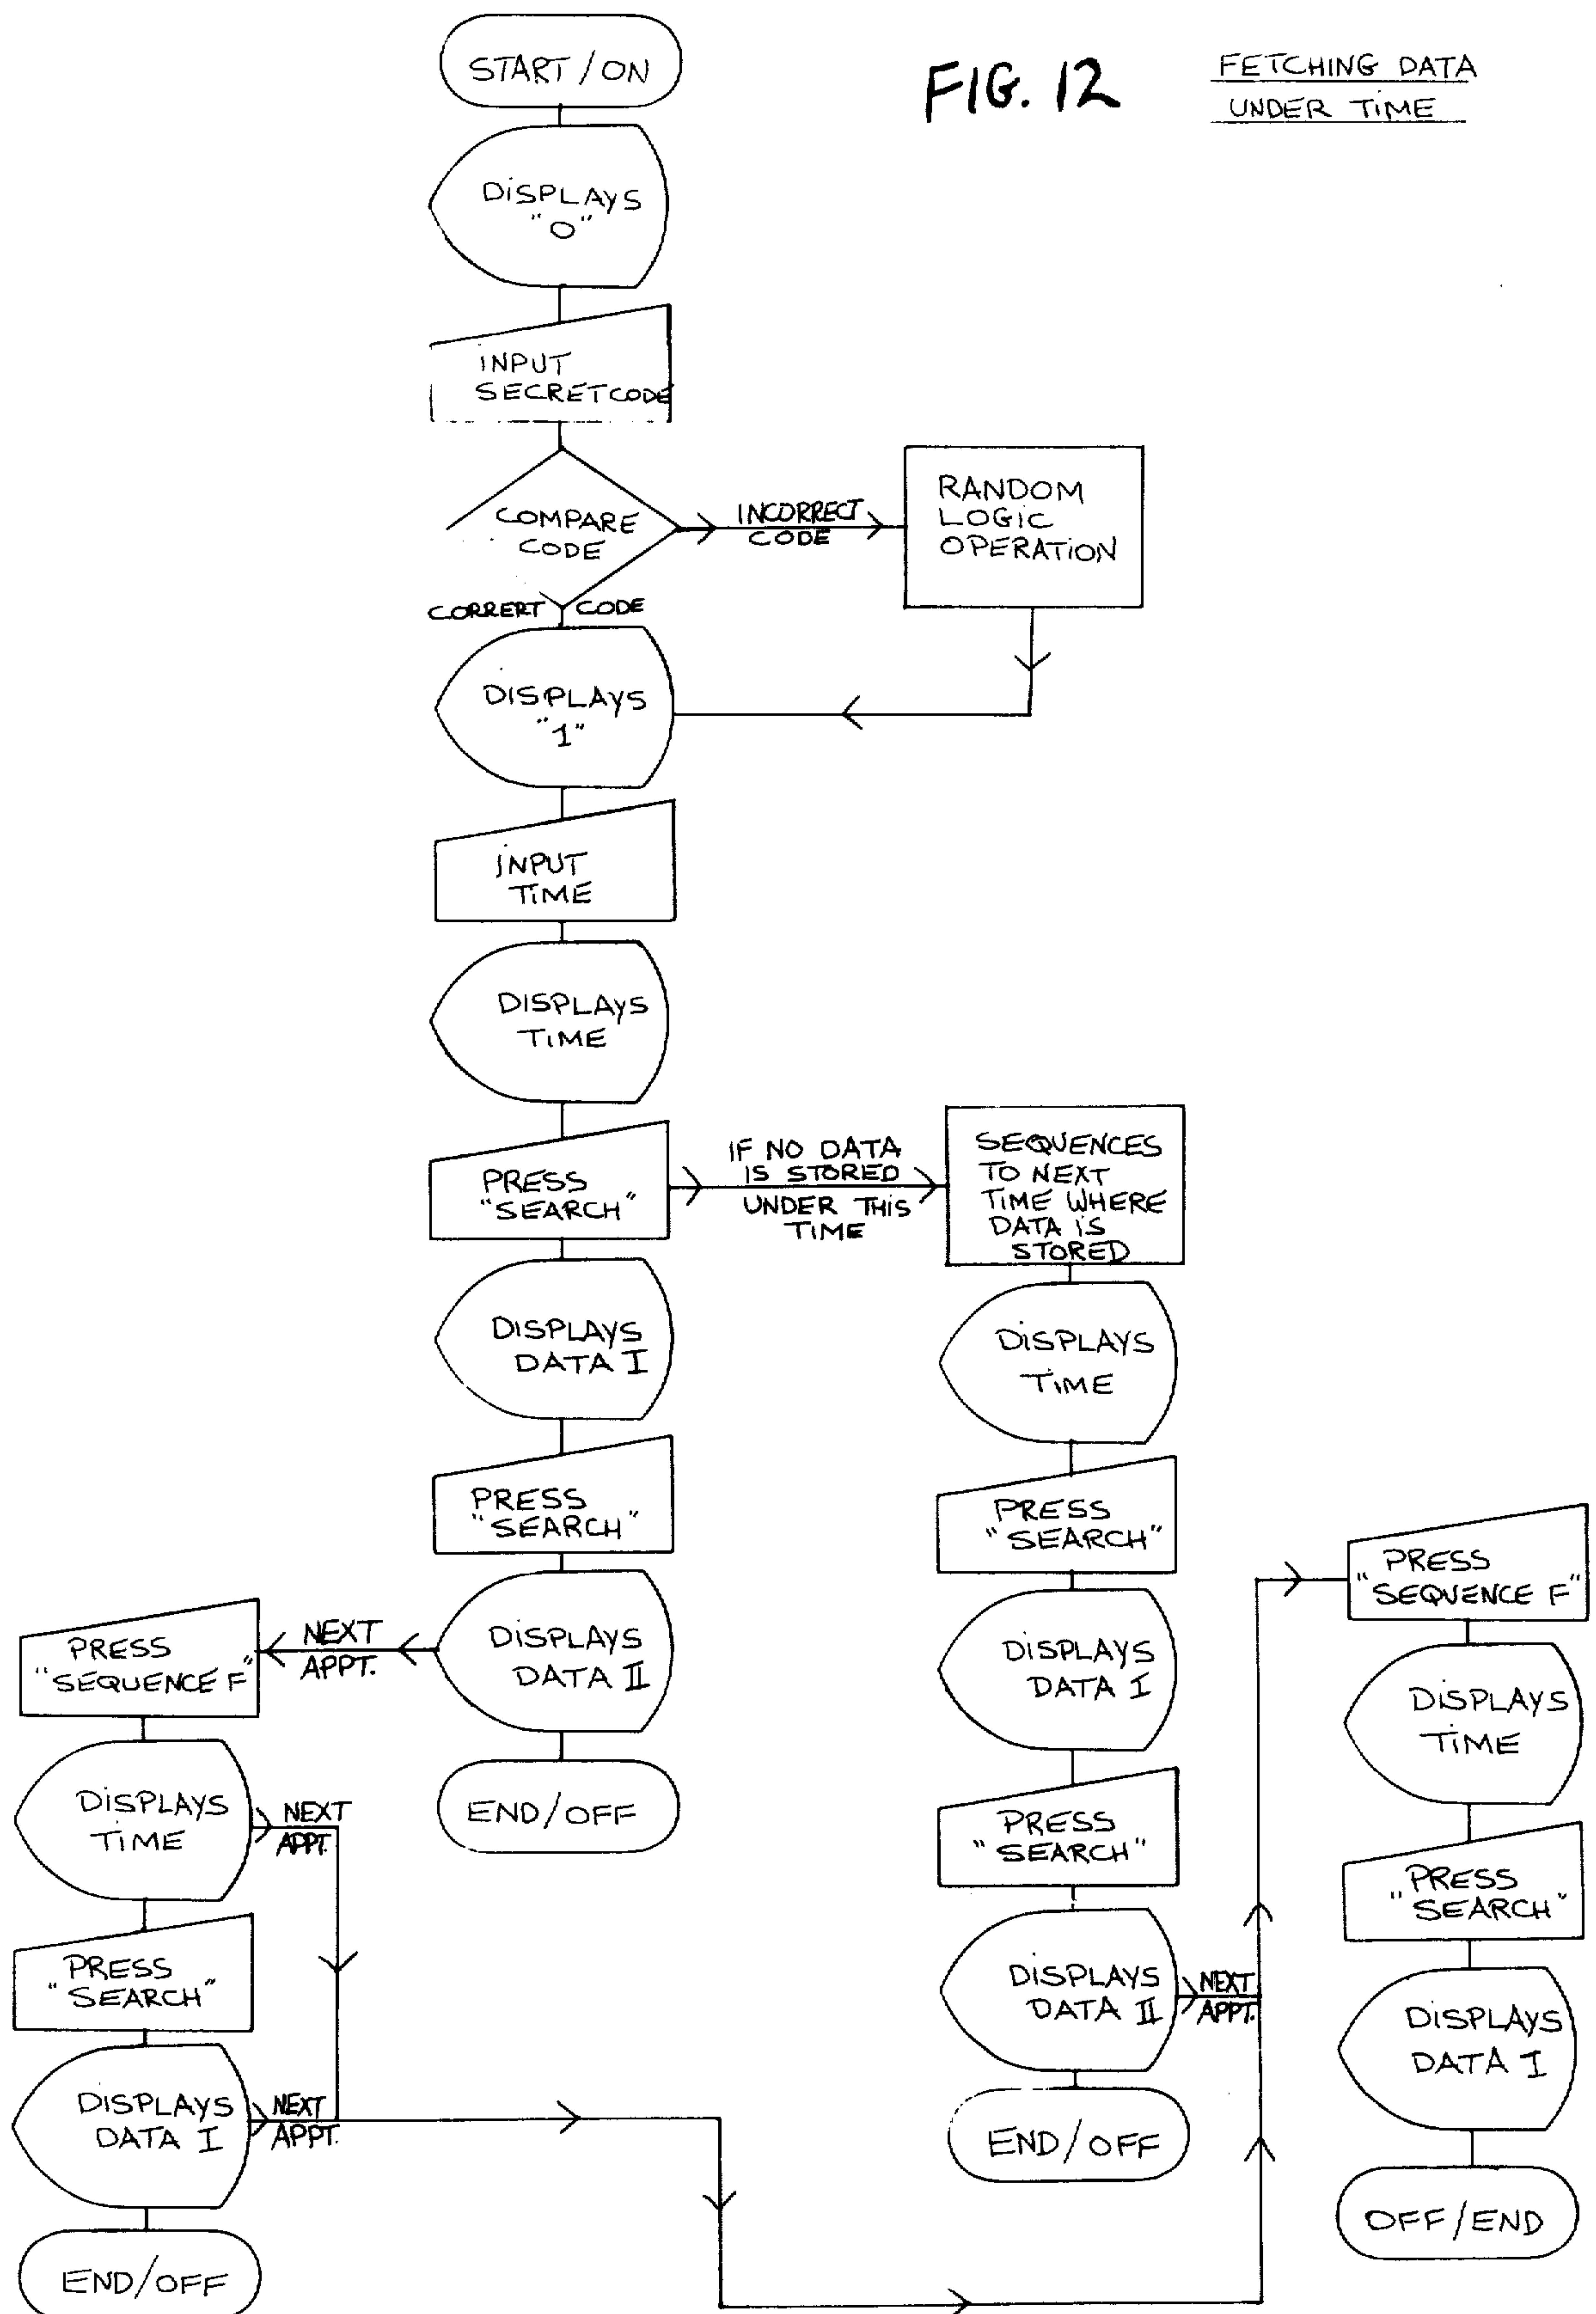 START / ON
FIG. 12
FETCHING DATA
UNDER TIME
DISPLAYS
"0"
INPUT
SECRET CODE
COMPARE
CODE
INCORRECT
CODE
RANDOM
LOGIC
OPERATION
CORRERT CODE
DISPLAYS
"1"
INPUT
TIME
DISPLAYS
TIME
PRESS
"SEARCH"
IF NO DATA
IS STORED
UNDER THIS
TIME
SEQUENCES
TO NEXT
TIME WHERE
DATA IS
STORED
DISPLAYS
DATA I
PRESS
"SEARCH"
DISPLAYS
DATA II
END/OFF
NEXT
APPT.
PRESS
"SEQUENCE F"
DISPLAYS
TIME
NEXT
APPT.
PRESS
"SEARCH"
DISPLAYS
DATA I
NEXT
APPT.
END/OFF
DISPLAYS
TIME
PRESS
"SEARCH"
DISPLAYS
DATA I
PRESS
"SEARCH"
DISPLAYS
DATA II
NEXT
APPT.
END/OFF
"PRESS
SEQUENCE F"
DISPLAYS
TIME
"PRESS
SEARCH"
DISPLAYS
DATA I
OFF/END